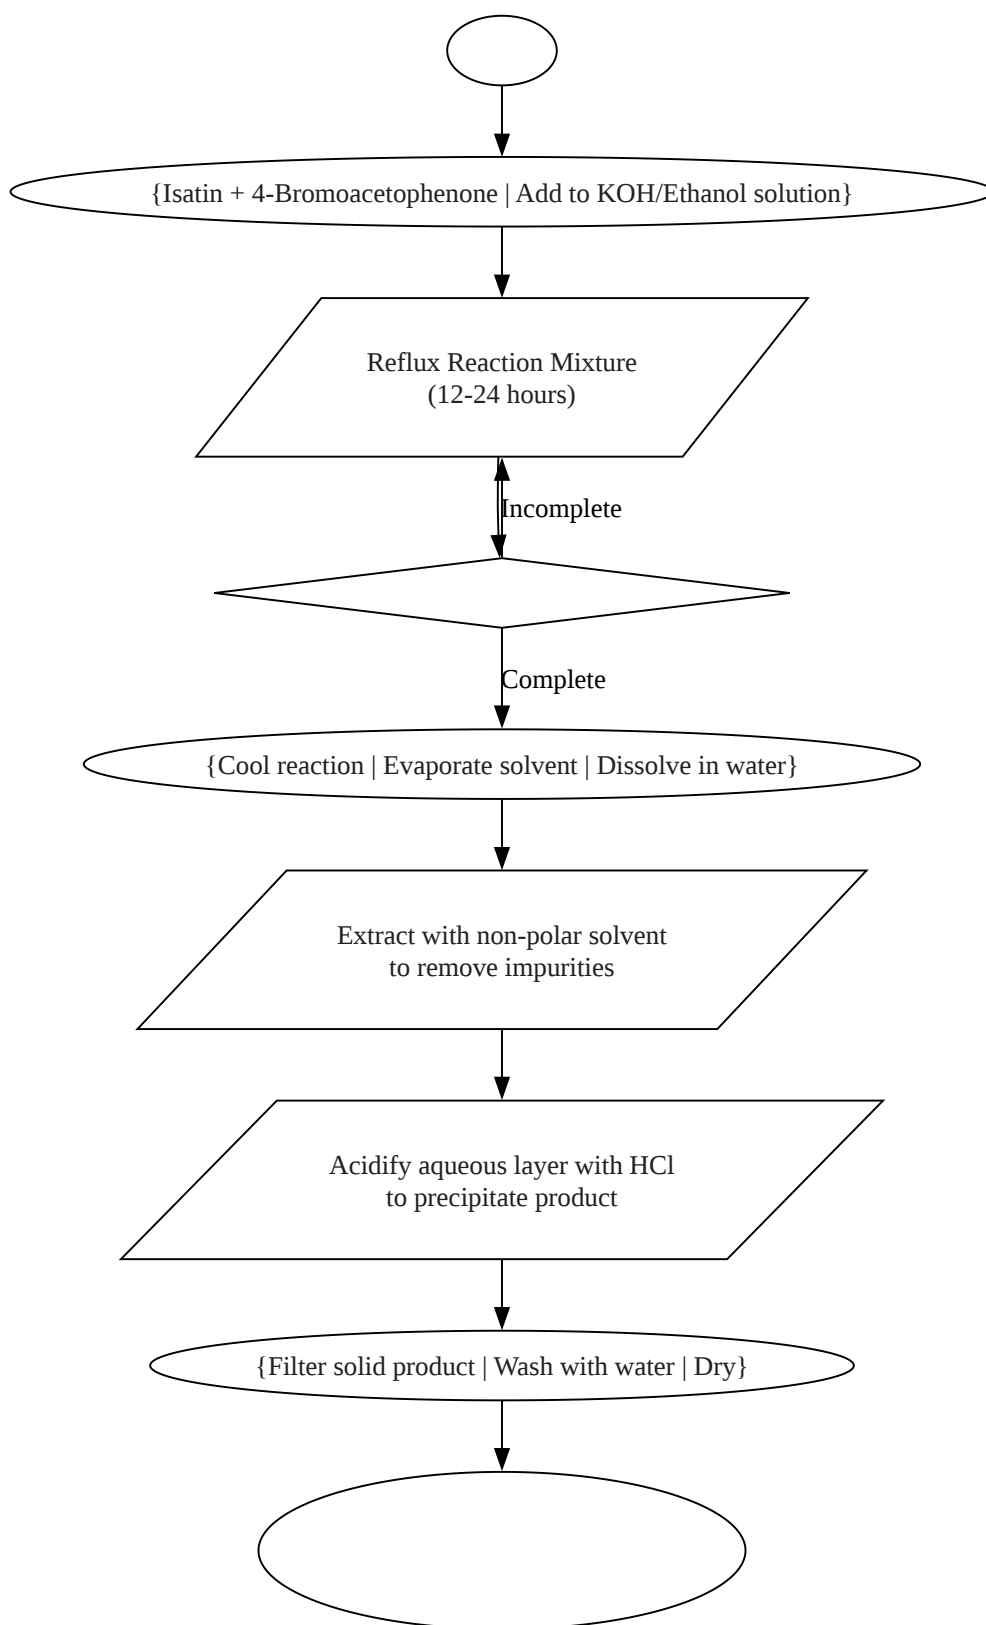 {Isatin + 4-Bromoacetophenone | Add to KOH/Ethanol solution}
Reflux Reaction Mixture
(12-24 hours)
Incomplete
Complete
{Cool reaction | Evaporate solvent | Dissolve in water}
Extract with non-polar solvent
to remove impurities
Acidify aqueous layer with HCl
to precipitate product
{Filter solid product | Wash with water | Dry}